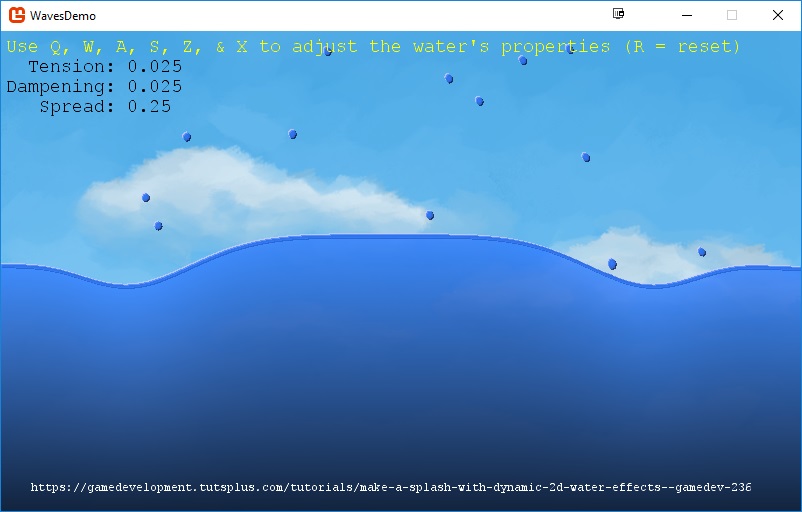 WavesDemo
Use Q, W, A, S, Z, & X to adjust the water's properties (R = reset)
Tension: 0.025
Dampening: 0.025
Spread: 0.25
https://gamedevelopment.tutsplus.com/tutorials/make-a-splash-with-dynamic-2d-water-effects--gamedev-236